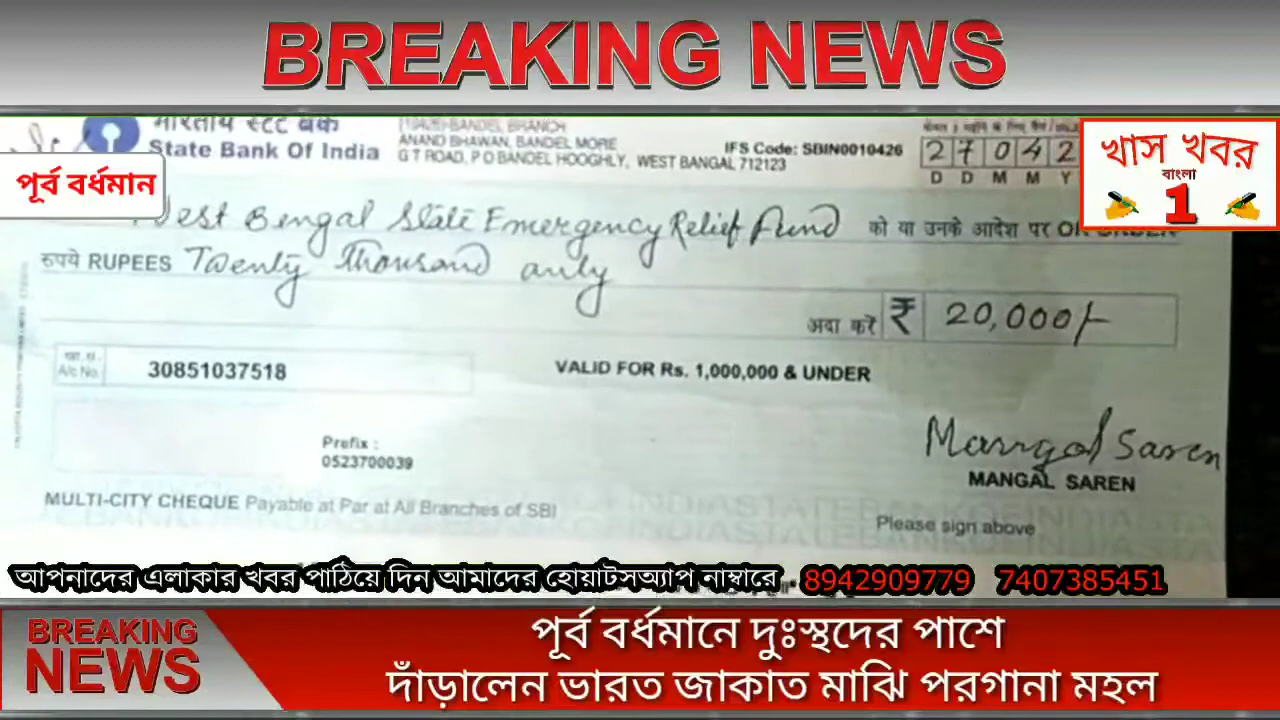 BREAKING NEWS
भारतीय स्टेट बैंक
State Bank Of India
BANDEL BRANCH
ANAND BHAWAN, BANDEL MORE
G T ROAD, P O BANDEL HOOGHLY, WEST BANGAL 712123
IFS Code: SBIN0010426
27042
D D M M Y
খাস খবর
বাংলা
1
পূর্ব বর্ধমান
West Bengal State Emergency Relief Fund को या उनके आदेश पर OR ORDER
रुपये RUPEES Twenty Thousand only
अदा करें ₹ 20,000/-
A/c No. 30851037518
VALID FOR Rs. 1,000,000 & UNDER
Mangal Saren
Prefix :
0523700039
MANGAL SAREN
MULTI-CITY CHEQUE Payable at Par at All Branches of SBI
Please sign above
আপনাদের এলাকার খবর পাঠিয়ে দিন আমাদের হোয়াটসঅ্যাপ নাম্বারে 8942909779 7407385451
BREAKING
NEWS
পূর্ব বর্ধমানে দুঃস্থদের পাশে
দাঁড়ালেন ভারত জাকাত মাঝি পরগানা মহল